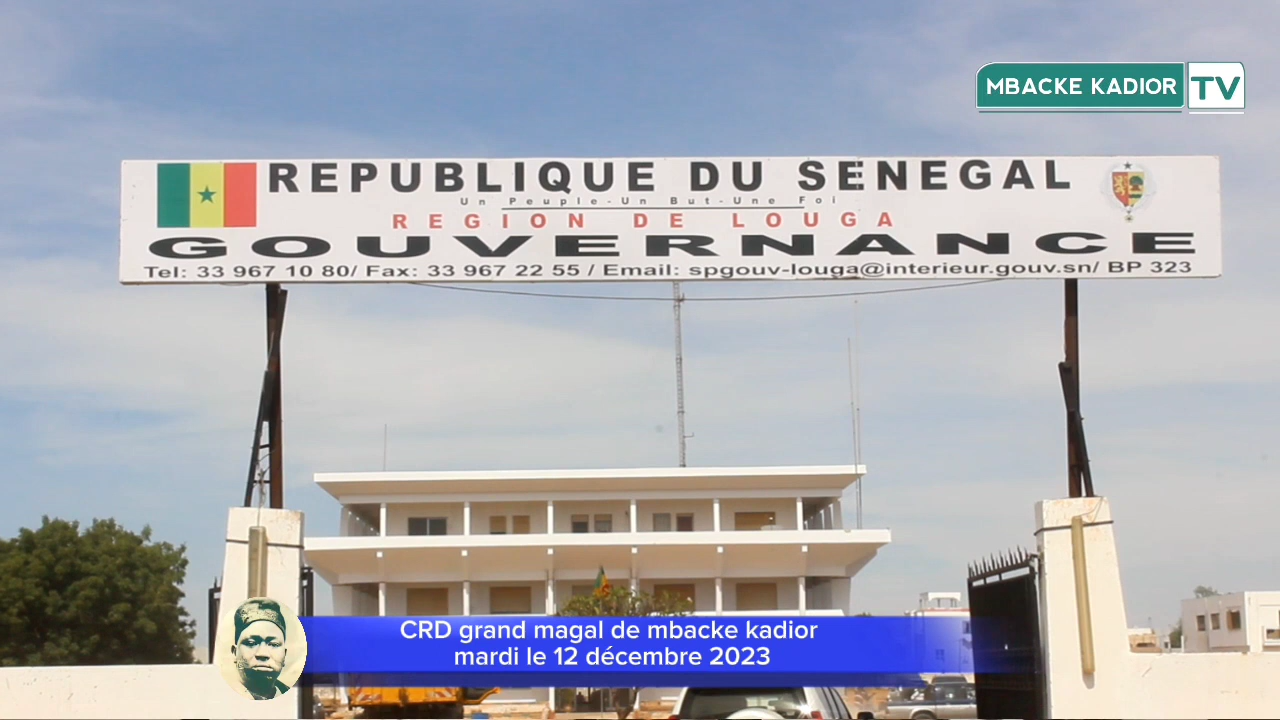 MBACKE KADIOR TV
REPUBLIQUE DU SENEGAL
Un Peuple-Un But-Une Foi
REGION DE LOUGA
GOUVERNANCE
Tel: 33 967 10 80/ Fax: 33 967 22 55 / Email: spgouv-louga@interieur.gouv.sn/ BP 323
CRD grand magal de mbacke kadior
mardi le 12 décembre 2023